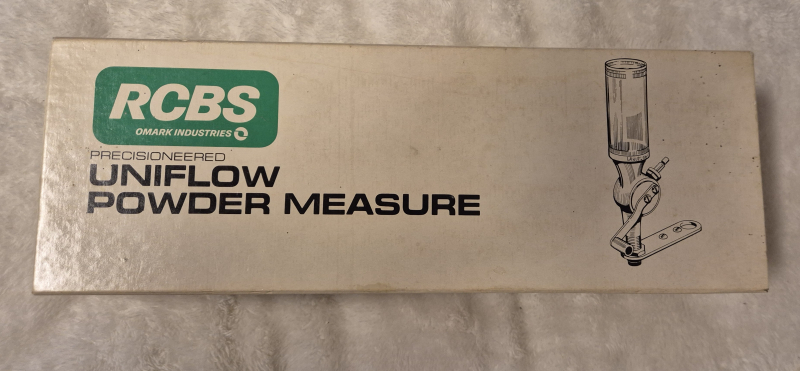 RCBS
OMARK INDUSTRIES
PRECISIONEERED
UNIFLOW
POWDER MEASURE